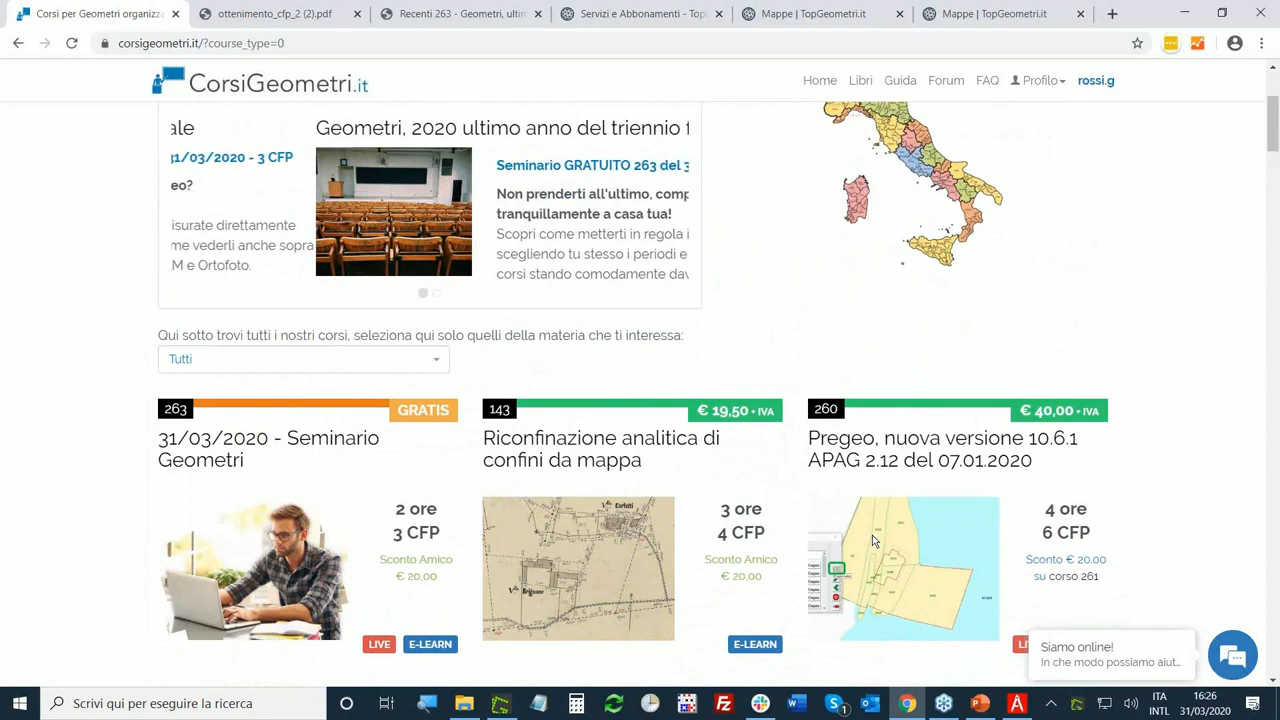 Corsi per Geometri organizza
ottenimento_cfp_2 (2).pdf
Recenti 263 - Geometri, ultim
Servizi e Abbonamenti - Topl
Mappe | TopGeometri.it
Mappe | TopGeometri.it
corsigeometri.it/?course_type=0
CorsiGeometri.it
Home Libri Guida Forum FAQ Profilo rossi.g
ale
31/03/2020 - 3 CFP
eo?
isurate direttamente
me vederli anche sopra
M e Ortofoto.
Geometri, 2020 ultimo anno del triennio f
Seminario GRATUITO 263 del 3
Non prenderti all'ultimo, comp
tranquillamente a casa tua!
Scopri come metterti in regola i
scegliendo tu stesso i periodi e
corsi stando comodamente dav
Qui sotto trovi tutti i nostri corsi, seleziona qui solo quelli della materia che ti interessa:
Tutti
263 GRATIS
31/03/2020 - Seminario
Geometri
2 ore
3 CFP
Sconto Amico
€ 20,00
LIVE E-LEARN
143 € 19,50 + IVA
Riconfinazione analitica di
confini da mappa
3 ore
4 CFP
Sconto Amico
€ 20,00
E-LEARN
260 € 40,00 + IVA
Pregeo, nuova versione 10.6.1
APAG 2.12 del 07.01.2020
4 ore
6 CFP
Sconto € 20.00
su corso 261
LI
Siamo online!
In che modo possiamo aiut...
Scrivi qui per eseguire la ricerca
ITA
INTL
16:26
31/03/2020